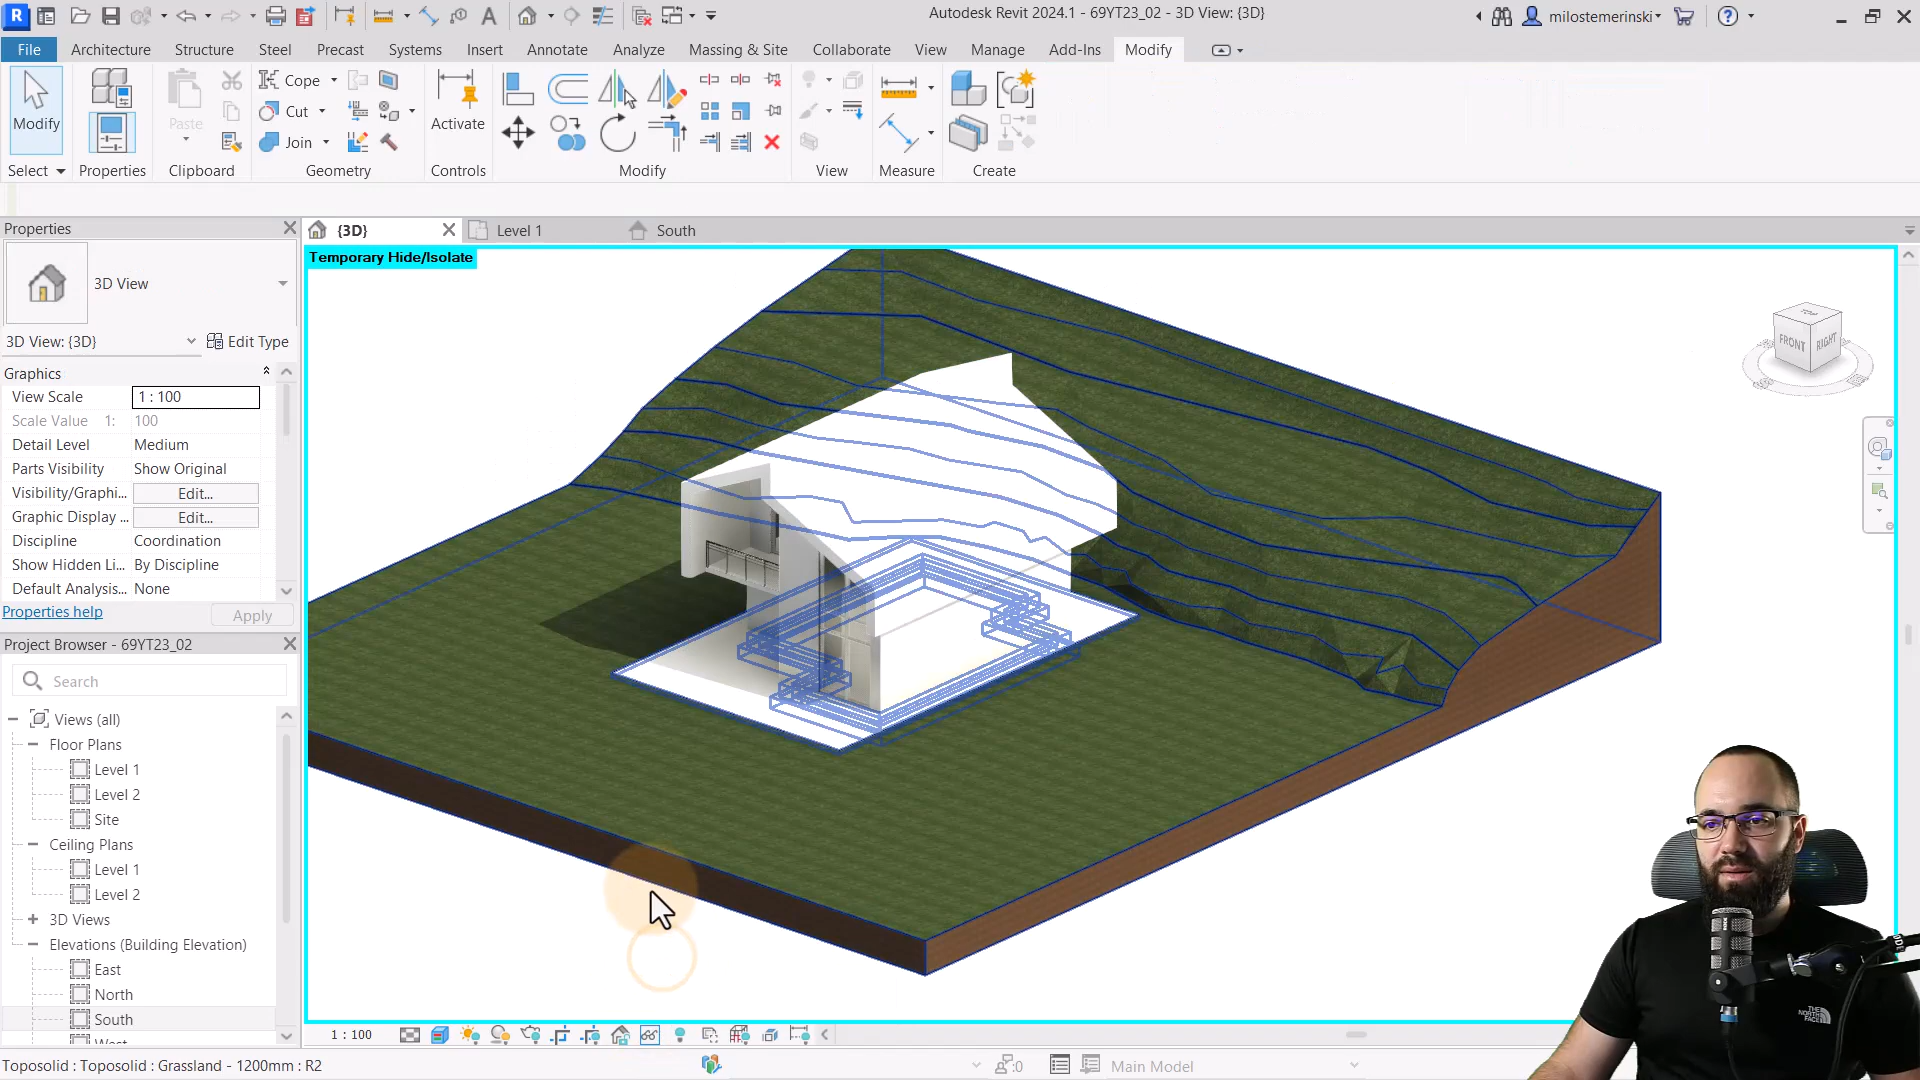 Autodesk Revit 2024.1 - 69YT23_02 - 3D View: {3D}
milostemerinski
File Architecture Structure Steel Precast Systems Insert Annotate Analyze Massing & Site Collaborate View Manage Add-Ins Modify
Modify
Paste
Cope
Cut
Join
Activate
Select Properties Clipboard Geometry Controls Modify View Measure Create
Properties
{3D} Level 1 South
Temporary Hide/Isolate
3D View
3D View: {3D} Edit Type
Graphics
View Scale 1 : 100
Scale Value 1: 100
Detail Level Medium
Parts Visibility Show Original
Visibility/Graphi... Edit...
Graphic Display ... Edit...
Discipline Coordination
Show Hidden Li... By Discipline
Default Analysis... None
Properties help Apply
Project Browser - 69YT23_02
Search
Views (all)
Floor Plans
Level 1
Level 2
Site
Ceiling Plans
Level 1
Level 2
3D Views
Elevations (Building Elevation)
East
North
South
West
TOP
FRONT
RIGHT
THE NORTH FACE
1 : 100
Toposolid : Toposolid : Grassland - 1200mm : R2
:0
Main Model